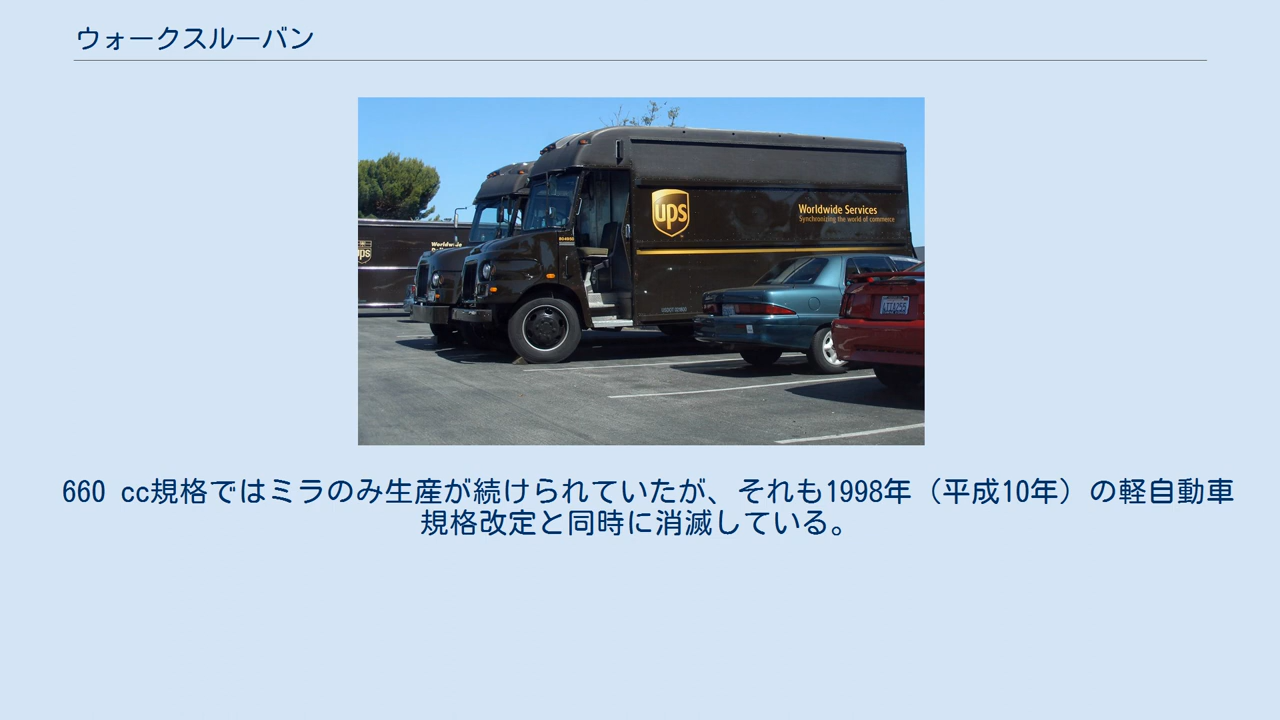 ウォークスルーバン
ups
Worldwide Services
Synchronizing the world of commerce
660 cc規格ではミラのみ生産が続けられていたが、それも1998年（平成10年）の軽自動車
規格改定と同時に消滅している。